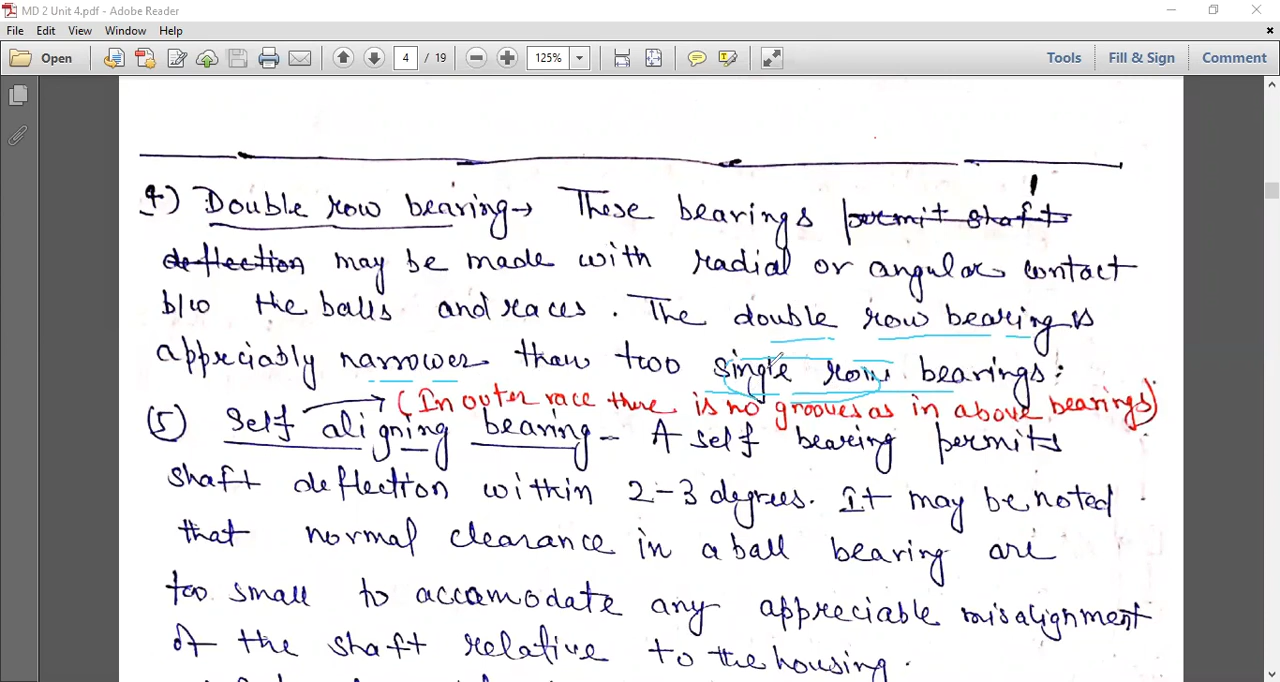 MD 2 Unit 4.pdf - Adobe Reader
File Edit View Window Help
Open 4 / 19 125% Tools Fill & Sign Comment
4) Double row bearing → These bearings permit shaft
deflection may be made with radial or angular contact
b/w the balls and races. The double row bearing is
appreciably narrower than too single row bearings:
(In outer race there is no grooves as in above bearings)
(5) Self aligning bearing - A self bearing permits
shaft deflection within 2-3 degrees. It may be noted
that normal clearance in a ball bearing are
too small to accamodate any appreciable misalignment
of the shaft relative to the housing.